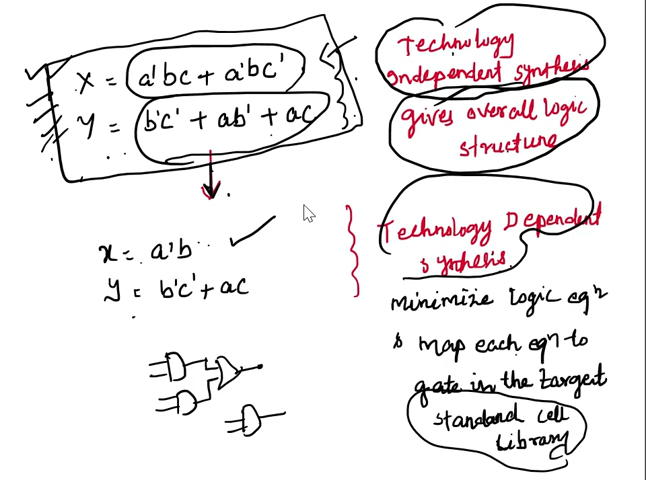 X = a'bc + a'bc'
Y = b'c' + ab' + ac
x = a'b
Y = b'c' + ac
Technology
independent synthesis
gives overall logic
structure
Technology Dependent
synthesis.
minimize logic eqn
& map each eqn to
gate in the targent
standard cell
Library